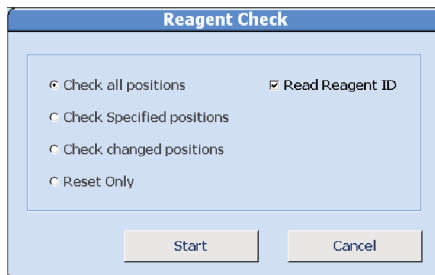 Reagent Check
Check all positions Read Reagent ID
Check Specified positions
Check changed positions
Reset Only
Start Cancel